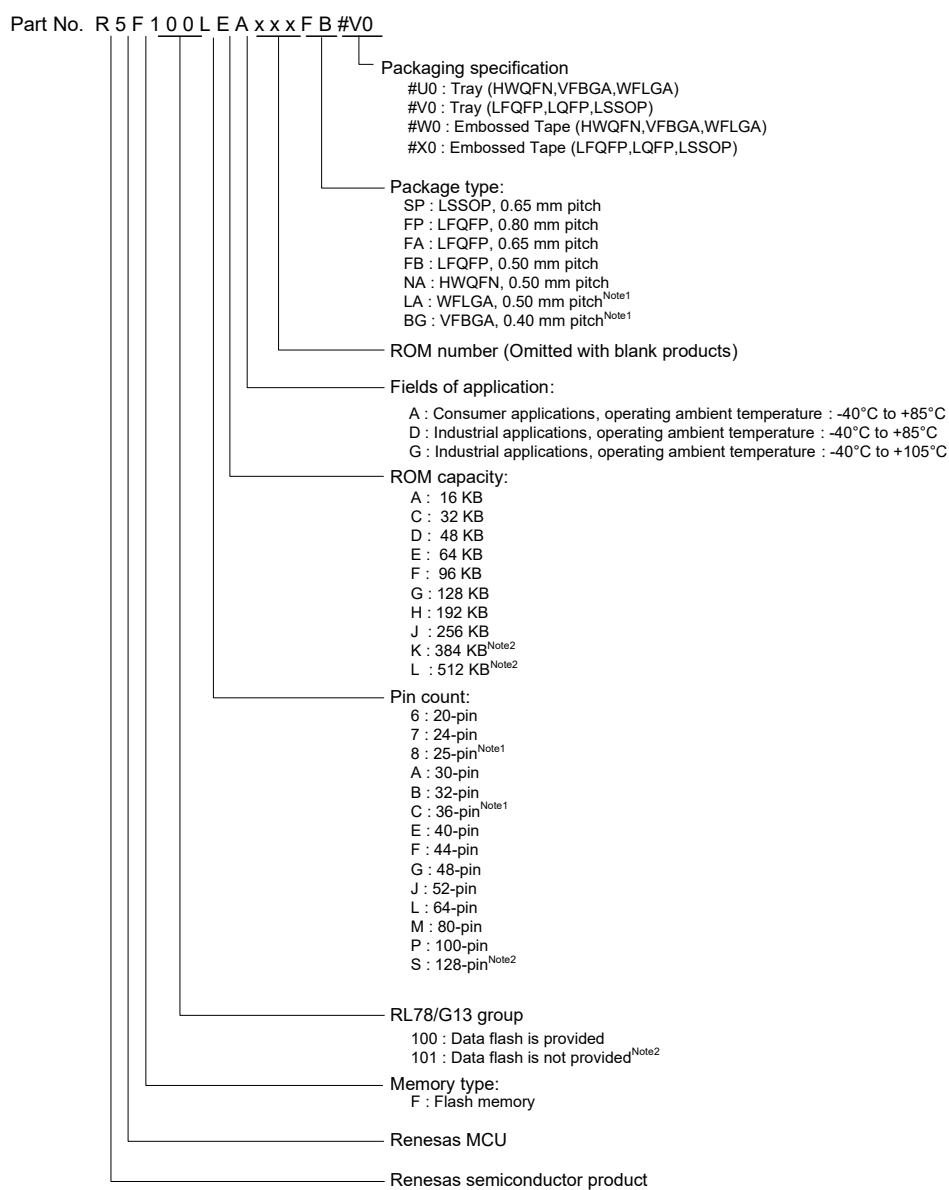 Part No. R 5 F 1 0 0 L E A x x x F B #V0
Packaging specification
#U0 : Tray (HWQFN,VFBGA,WFLGA)
#V0 : Tray (LFQFP,LQFP,LSSOP)
#W0 : Embossed Tape (HWQFN,VFBGA,WFLGA)
#X0 : Embossed Tape (LFQFP,LQFP,LSSOP)
Package type:
SP : LSSOP, 0.65 mm pitch
FP : LFQFP, 0.80 mm pitch
FA : LFQFP, 0.65 mm pitch
FB : LFQFP, 0.50 mm pitch
NA : HWQFN, 0.50 mm pitch
LA : WFLGA, 0.50 mm pitchNote1
BG : VFBGA, 0.40 mm pitchNote1
ROM number (Omitted with blank products)
Fields of application:
A : Consumer applications, operating ambient temperature : -40°C to +85°C
D : Industrial applications, operating ambient temperature : -40°C to +85°C
G : Industrial applications, operating ambient temperature : -40°C to +105°C
ROM capacity:
A : 16 KB
C : 32 KB
D : 48 KB
E : 64 KB
F : 96 KB
G : 128 KB
H : 192 KB
J : 256 KB
K : 384 KBNote2
L : 512 KBNote2
Pin count:
6 : 20-pin
7 : 24-pin
8 : 25-pinNote1
A : 30-pin
B : 32-pin
C : 36-pinNote1
E : 40-pin
F : 44-pin
G : 48-pin
J : 52-pin
L : 64-pin
M : 80-pin
P : 100-pin
S : 128-pinNote2
RL78/G13 group
100 : Data flash is provided
101 : Data flash is not providedNote2
Memory type:
F : Flash memory
Renesas MCU
Renesas semiconductor product